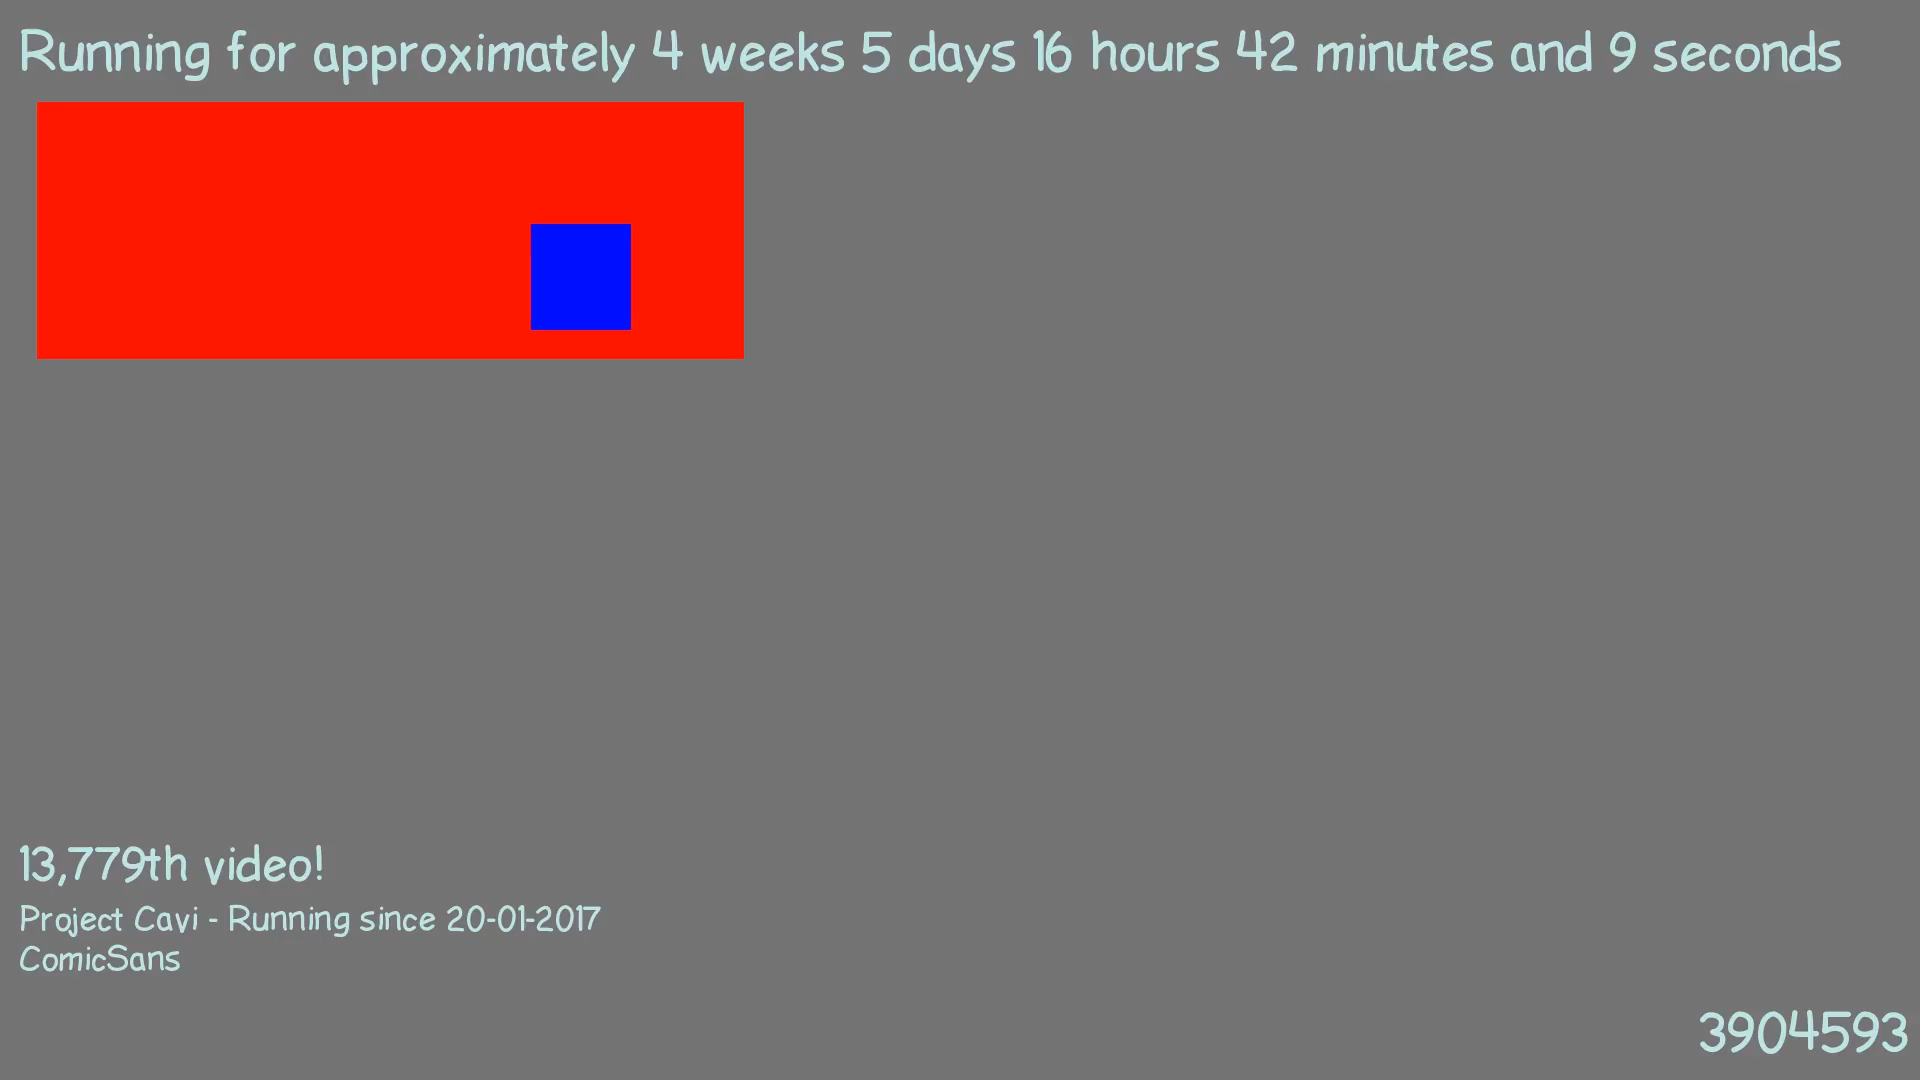 Running for approximately 4 weeks 5 days 16 hours 42 minutes and 9 seconds
13,779th video!
Project Cavi - Running since 20-01-2017
ComicSans
3904593